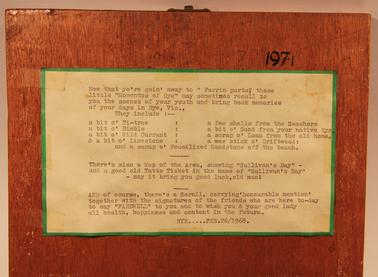 197.1
Now that yo're gain' away to " Furrin parts, these
little "Momentos of Rye" may sometimes recall to
you the scenes of your youth and bring back memories
of your days in Rye, Vic.,
They include :--
a bit o' Ti-tree : a few shells from the Seashore
a bit o' : a bit o' Sand from your native Rye
a bit o' Wild Currant : a scrap o' Loam from the old home,
& a bit o' Limestone : a wee stick o' Driftwood:
and a scrap o' Fossilised Sandstone off the beach.
There's also a Map of the Area, showing "Sullivan's Bay" -
and a good old Tatts Ticket in the name of "Sullivan's Bay"
- may it bring you good luck, old man!
AND of course, there's a Scroll, carrying 'honourable mention'
together with the signatures of the friends who are here to-day
to say "FAREWELL" to you and to wish you & your good lady
all health, happiness and content in the future.
RYE.....FEB.26/1968.